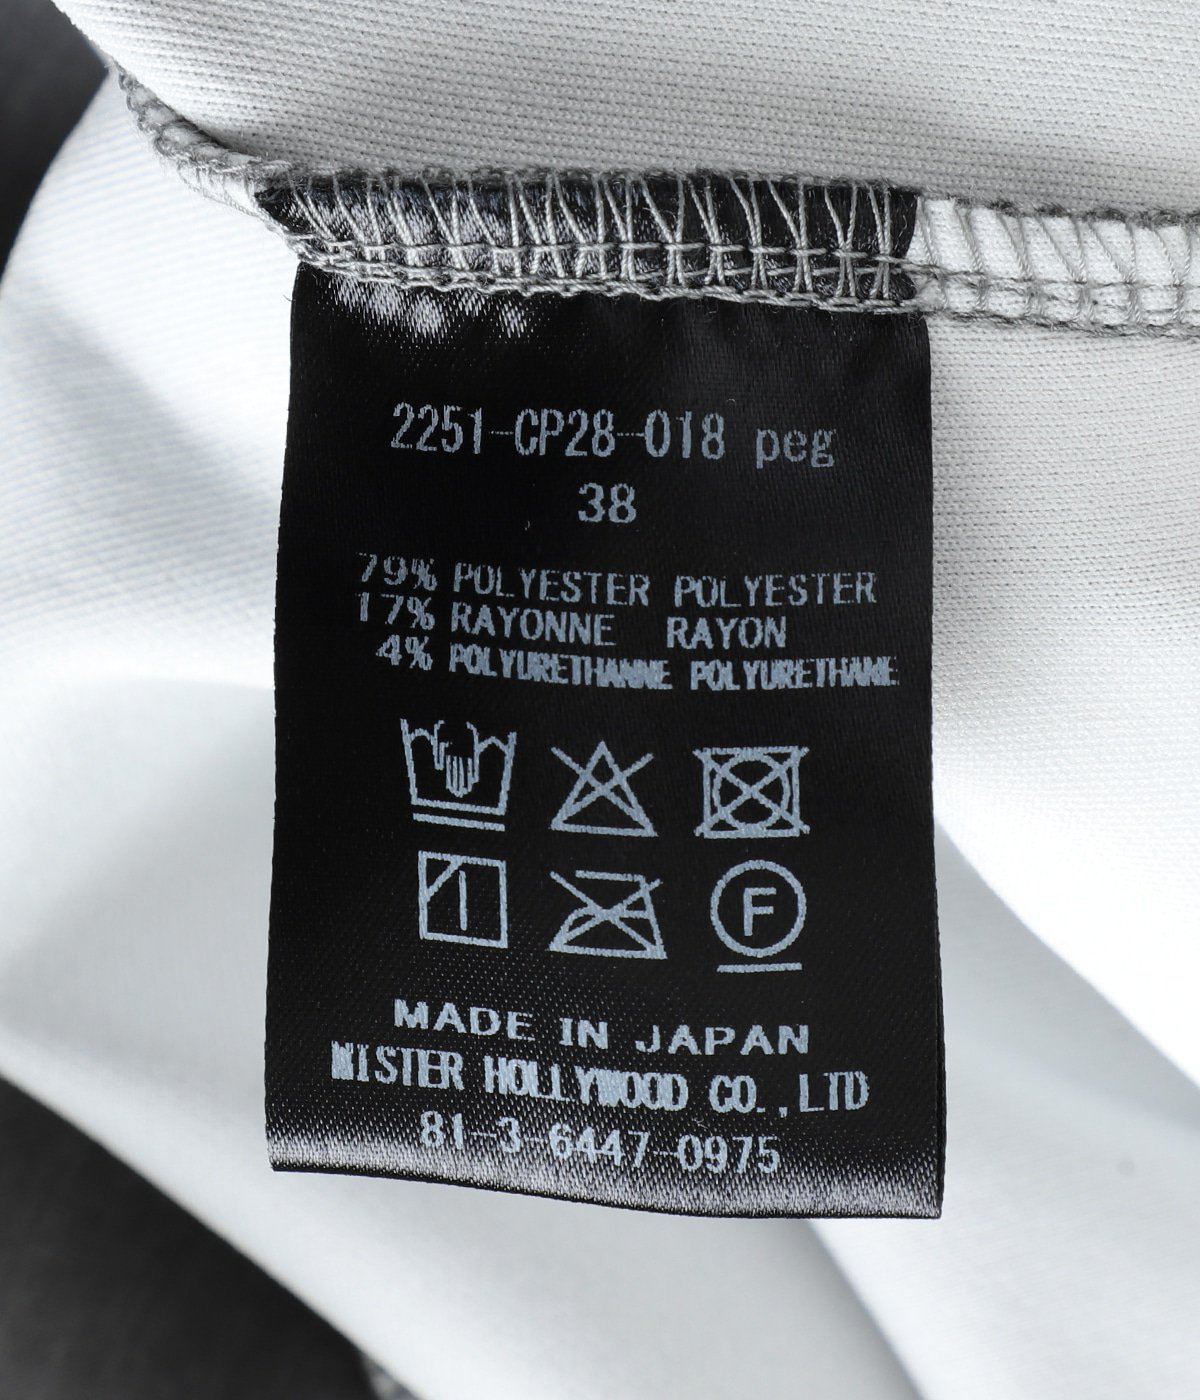 2251-CP28-018 peg
38
79% POLYESTER POLYESTER
17% RAYONNE RAYON
4% POLYURETHANNE POLYURETHANE
F
MADE IN JAPAN
MISTER HOLLYWOOD CO.,LTD
81-3-6447-0975